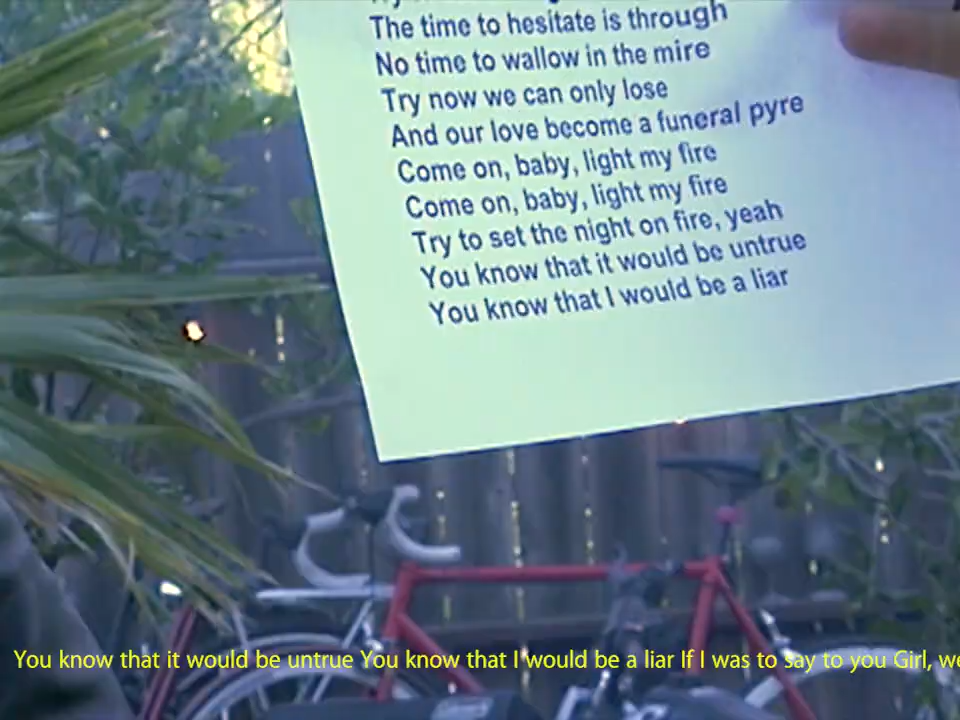 The time to hesitate is through
No time to wallow in the mire
Try now we can only lose
And our love become a funeral pyre
Come on, baby, light my fire
Come on, baby, light my fire
Try to set the night on fire, yeah
You know that it would be untrue
You know that I would be a liar
You know that it would be untrue You know that I would be a liar If I was to say to you Girl, we